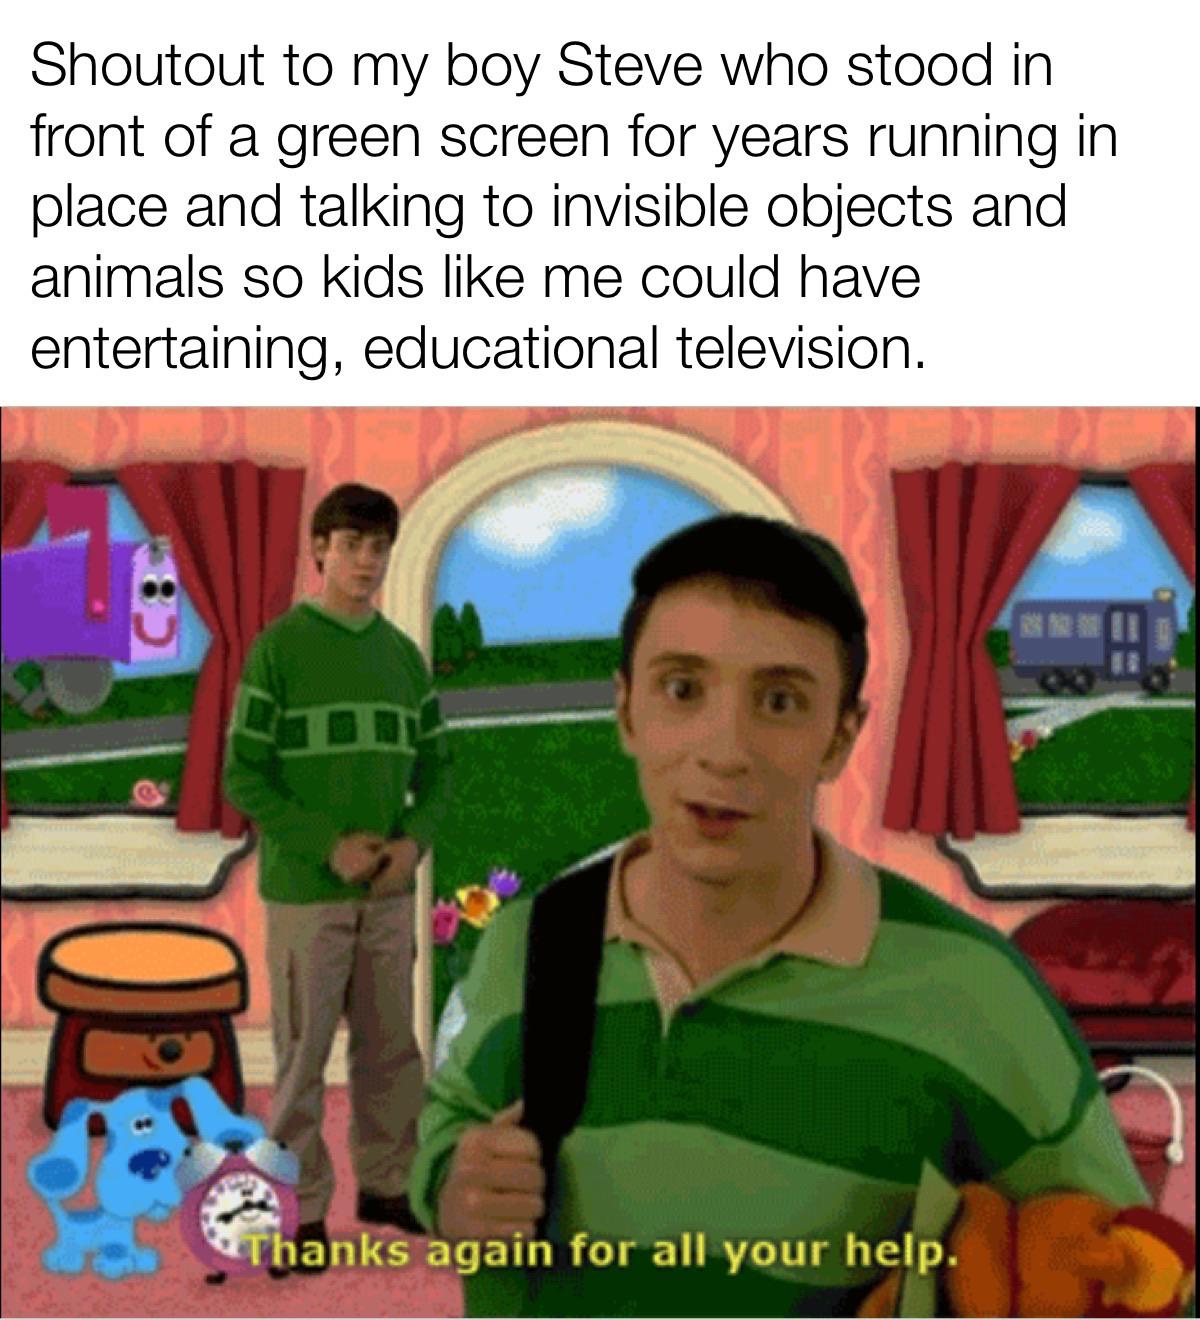 Shoutout to my boy Steve who stood in
front of a green screen for years running in
place and talking to invisible objects and
animals so kids like me could have
entertaining, educational television.
Thanks again for all your help.